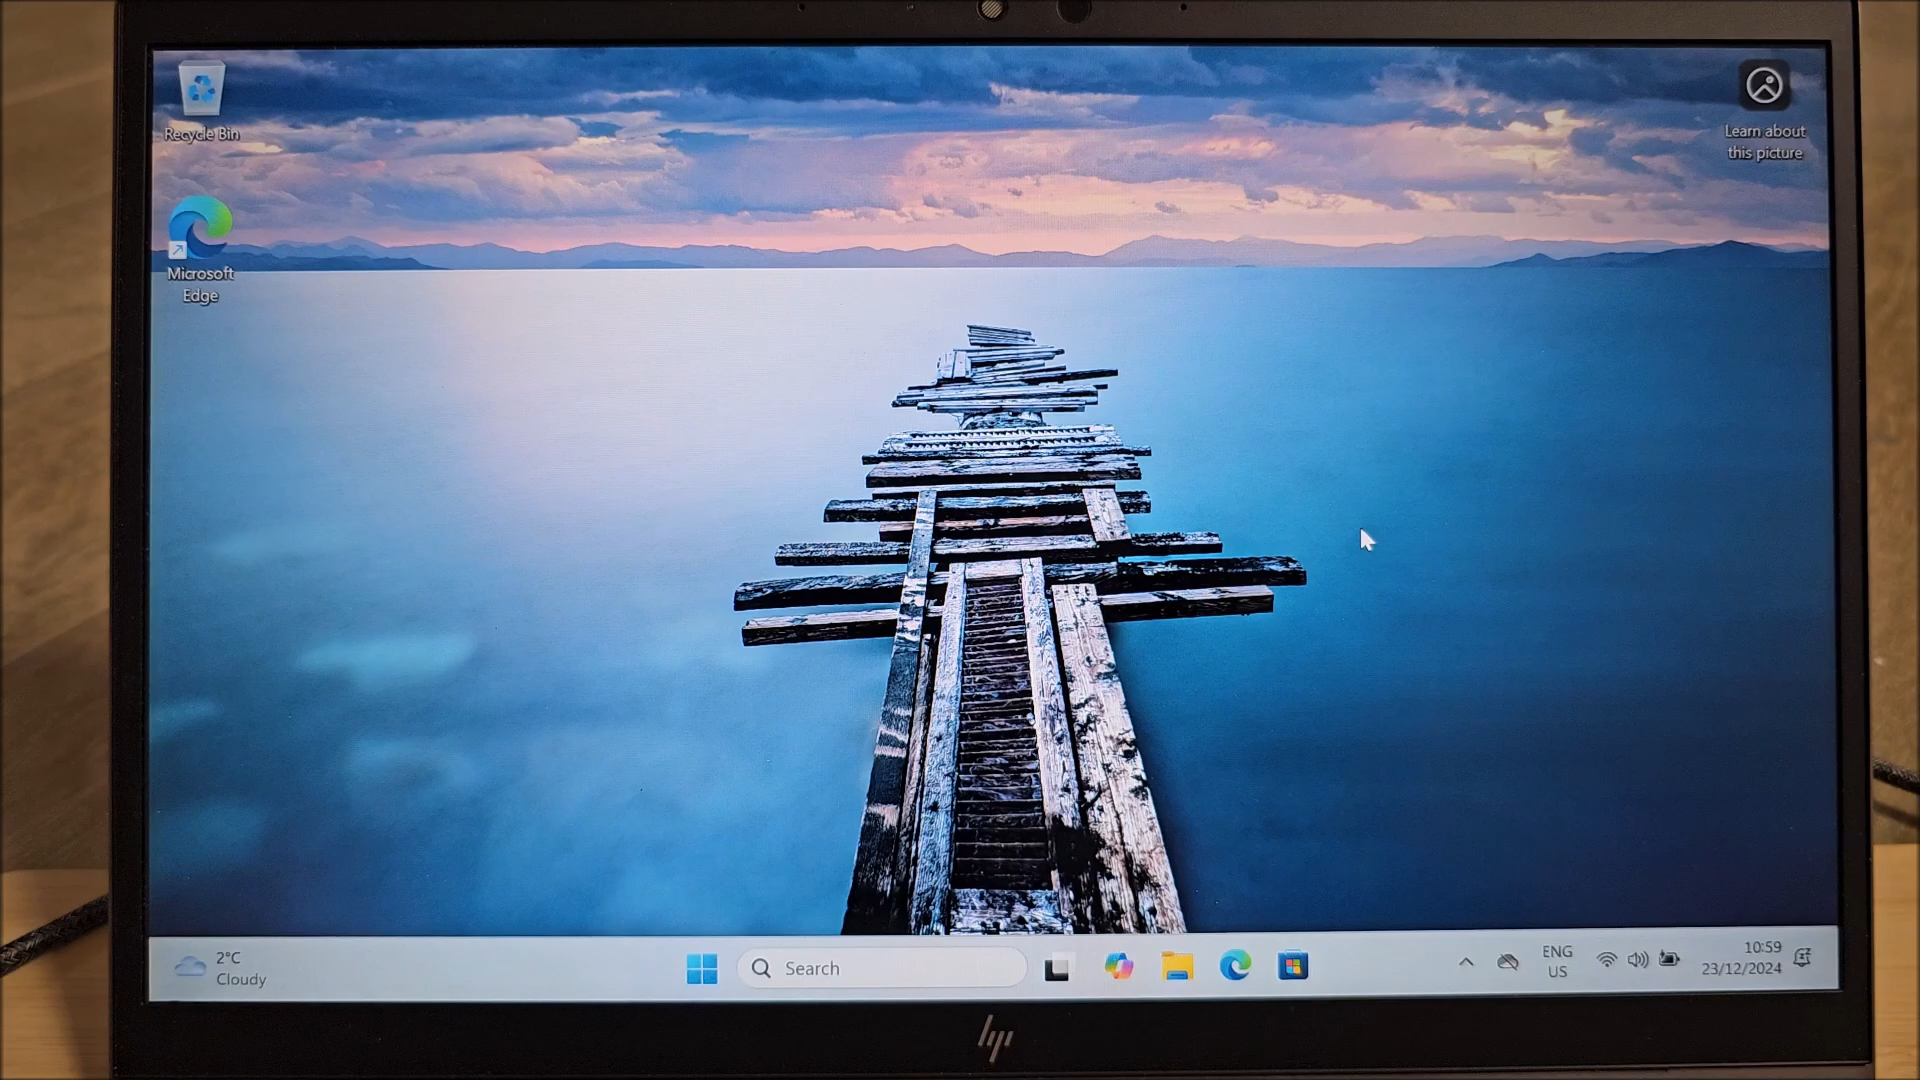 Recycle Bin
Learn about
this picture
Microsoft
Edge
2°C
Cloudy
Search
ENG
US
10:59
23/12/2024
hp